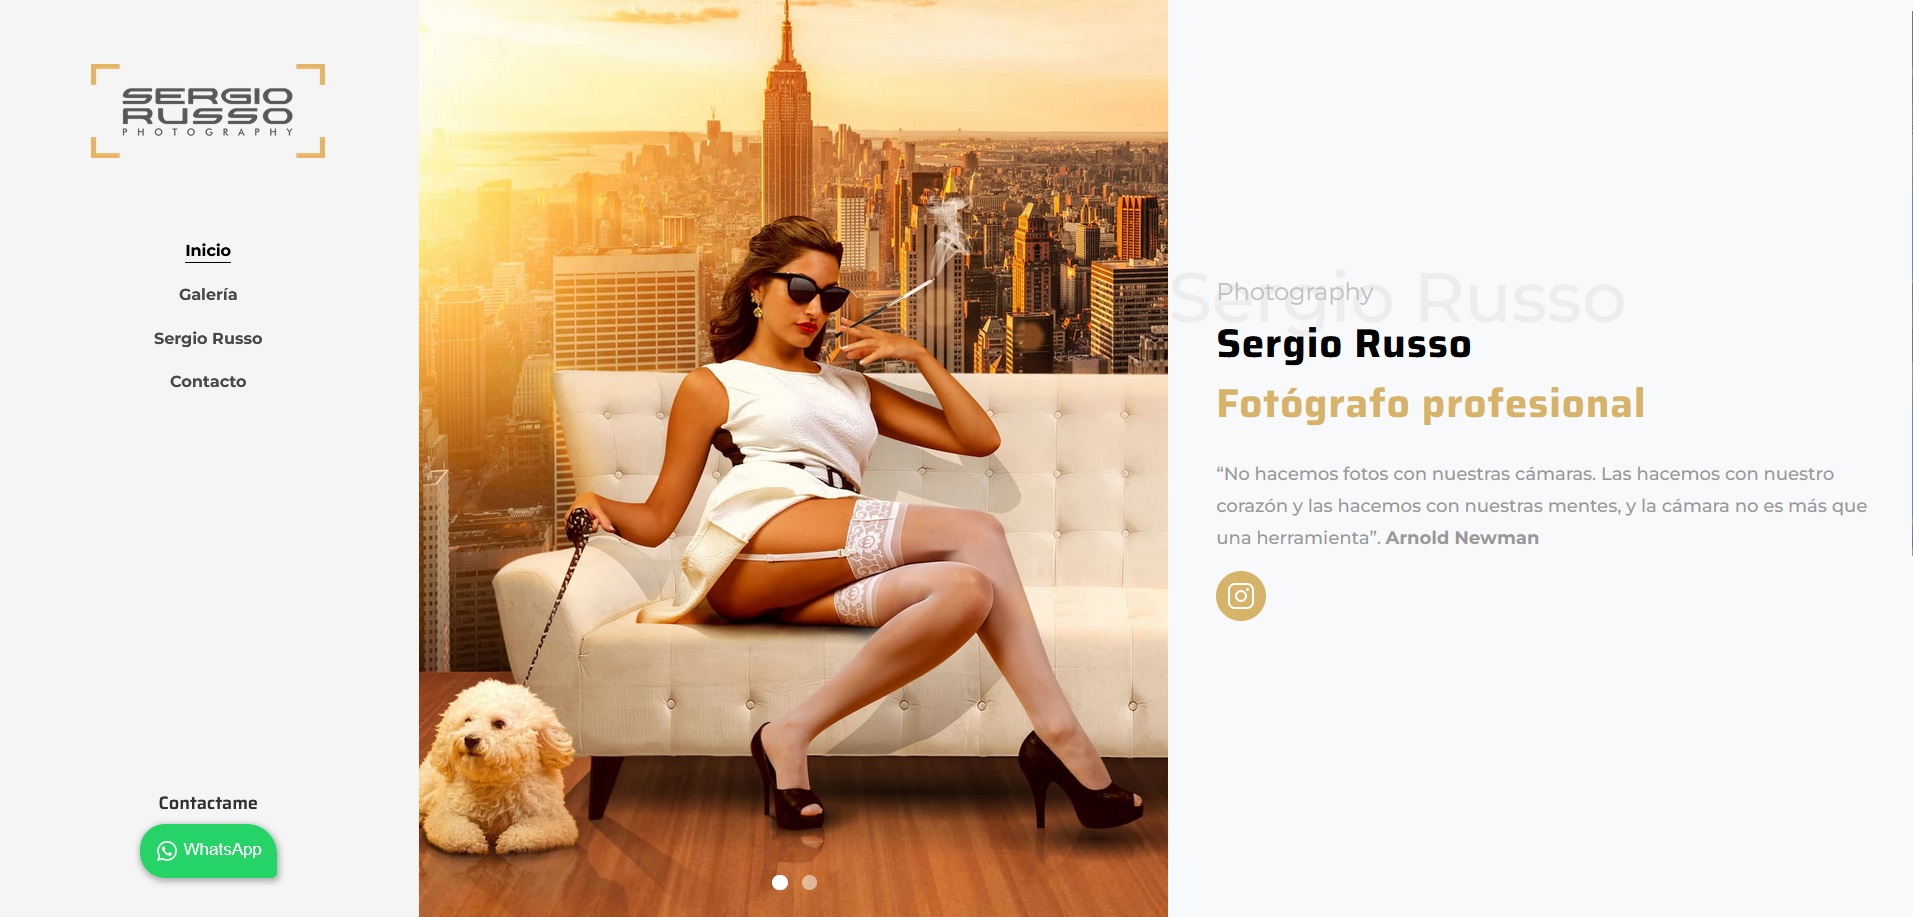 SERGIO
RUSSO
PHOTOGRAPHY
Inicio
Galería
Sergio Russo
Contacto
Contactame
WhatsApp
Sergio Russo
Photography
Sergio Russo
Fotógrafo profesional
“No hacemos fotos con nuestras cámaras. Las hacemos con nuestro
corazón y las hacemos con nuestras mentes, y la cámara no es más que
una herramienta”. Arnold Newman